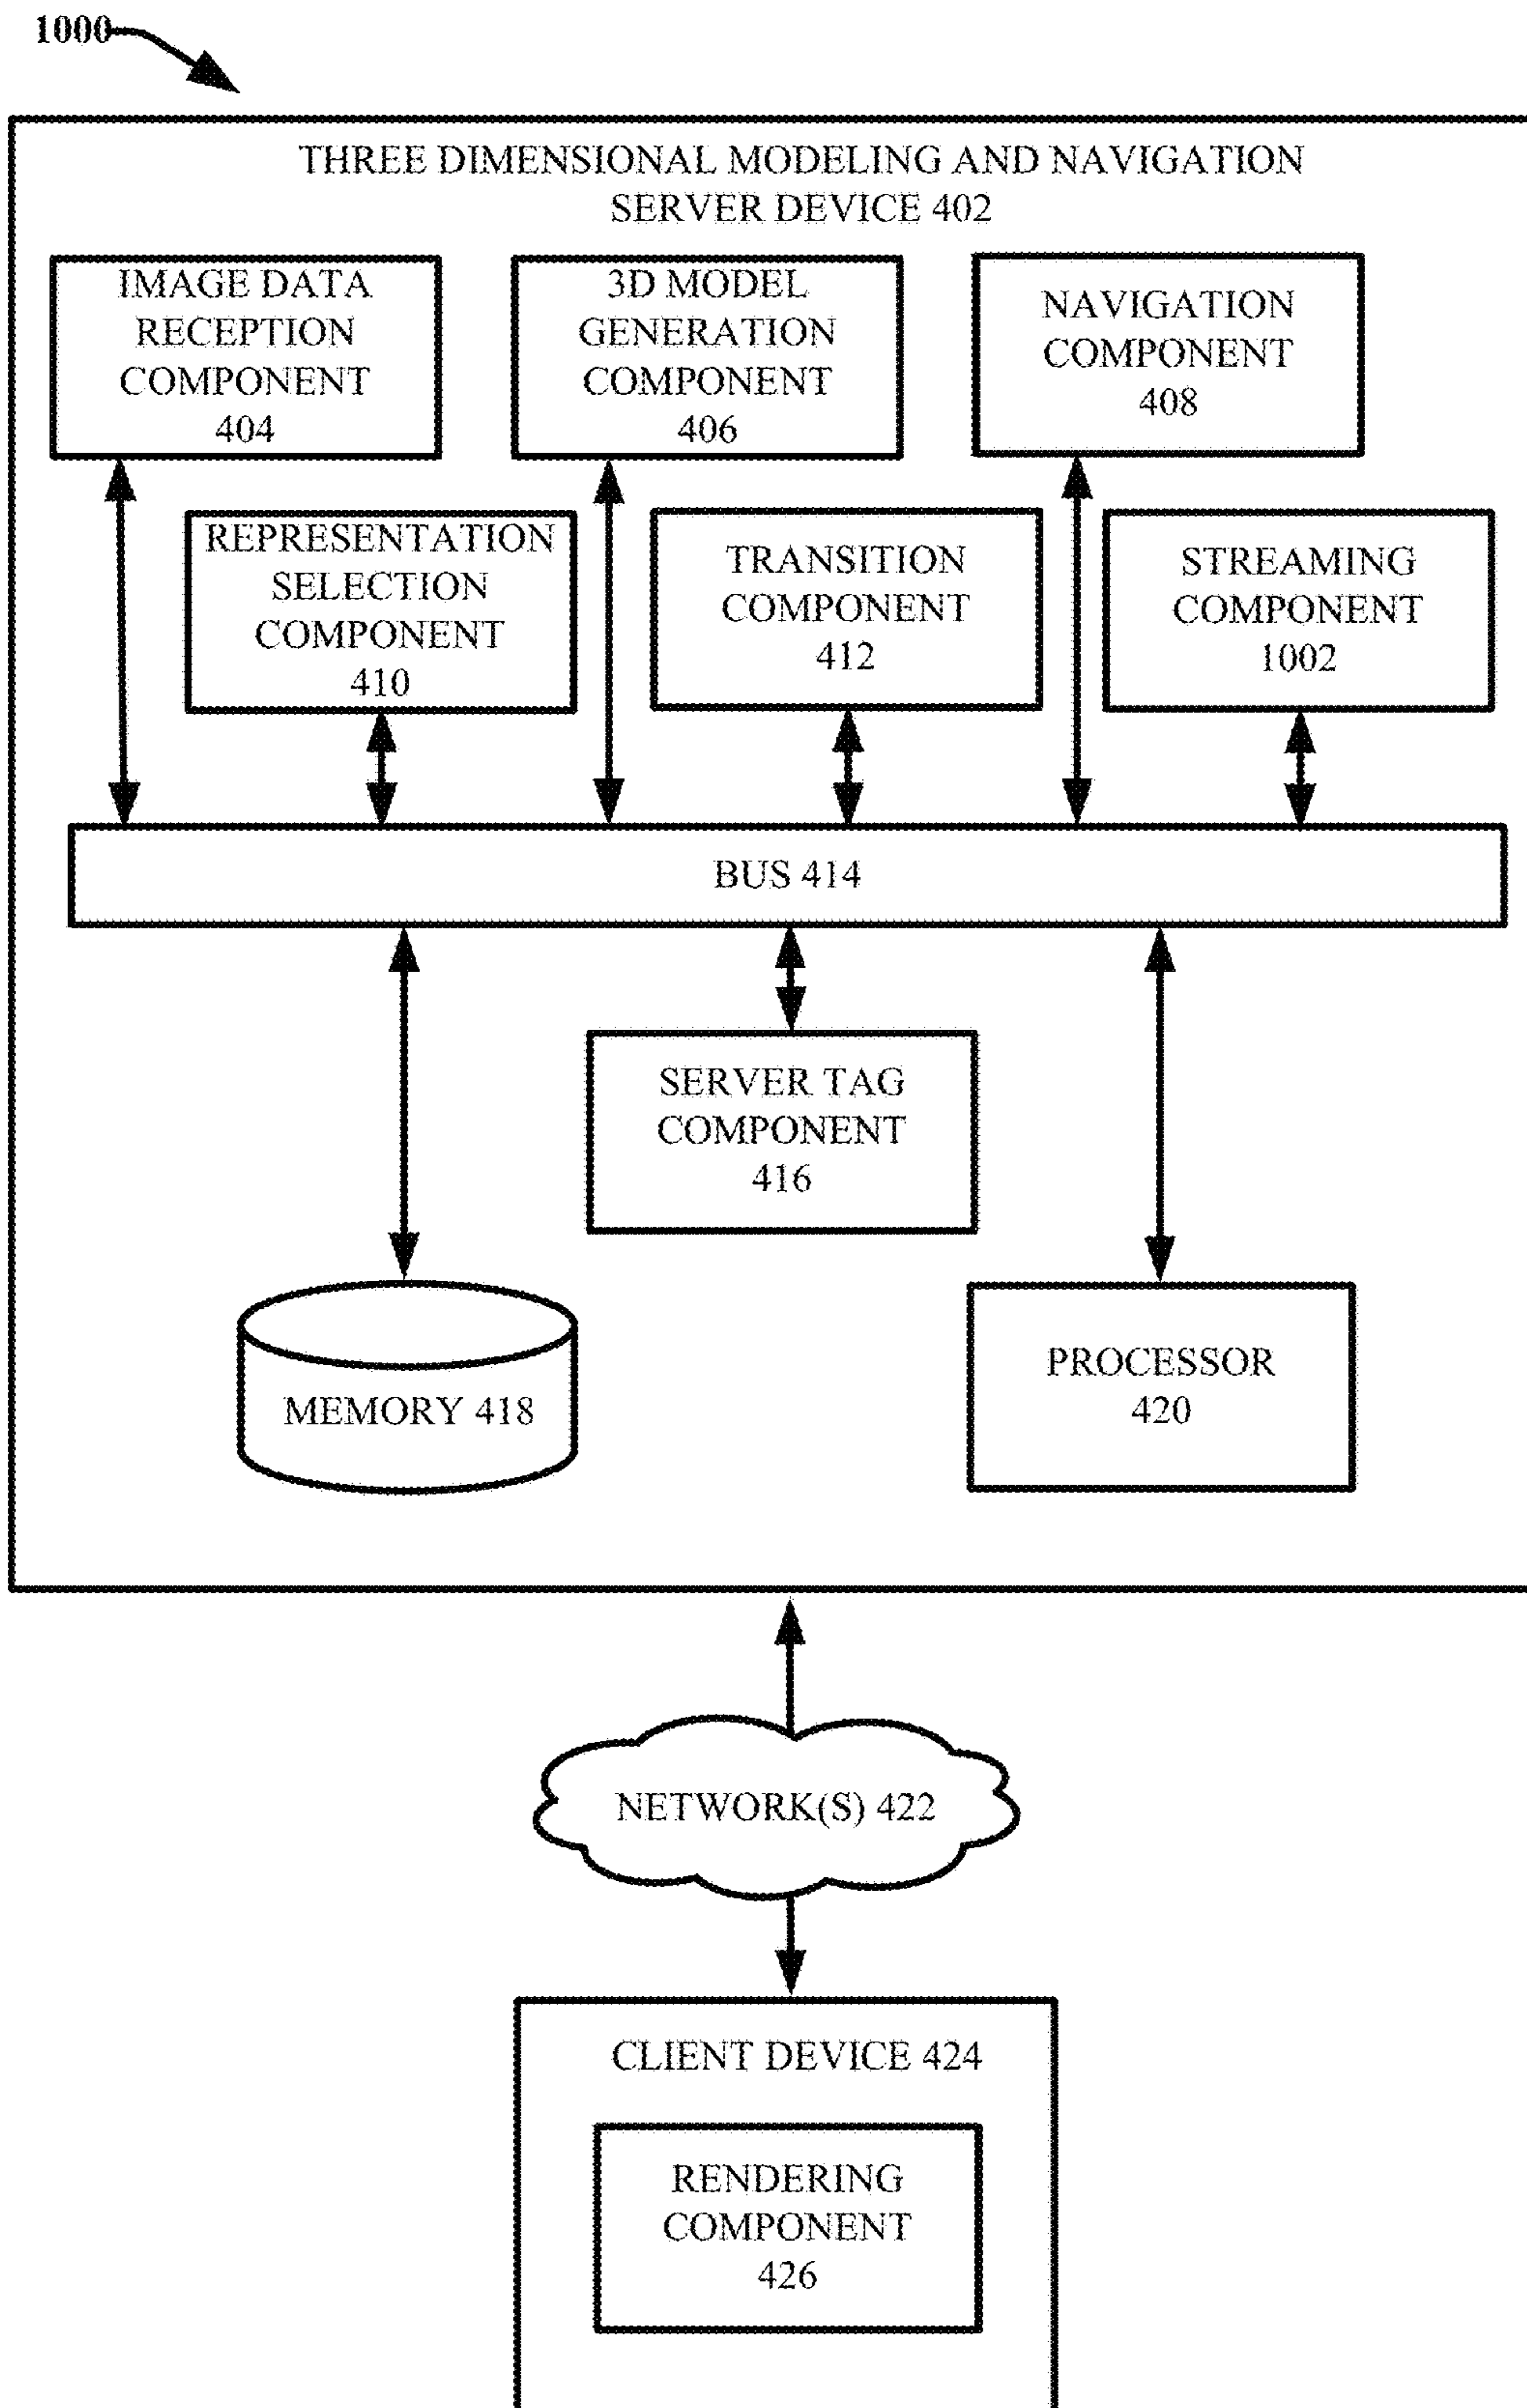 1000
THREE DIMENSIONAL MODELING AND NAVIGATION
SERVER DEVICE 402
IMAGE DATA
RECEPTION
COMPONENT
404
3D MODEL
GENERATION
COMPONENT
406
NAVIGATION
COMPONENT
408
REPRESENTATION
SELECTION
COMPONENT
410
TRANSITION
COMPONENT
412
STREAMING
COMPONENT
1002
BUS 414
SERVER TAG
COMPONENT
416
MEMORY 418
PROCESSOR
420
NETWORK(S) 422
CLIENT DEVICE 424
RENDERING
COMPONENT
426